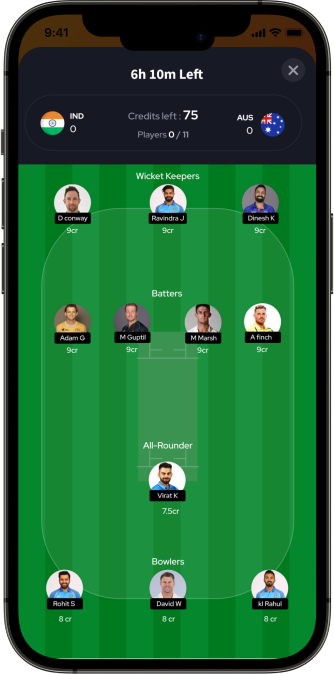 9:41
6h 10m Left
IND
0
Credits left : 75
Players 0 / 11
AUS
0
Wicket Keepers
D conway
Ravindra J
Dinesh K
9cr
9cr
9cr
Batters
Adam G
M Guptil
M Marsh
A finch
9cr
9cr
9cr
9cr
All-Rounder
Virat K
7.5cr
Bowlers
Rohit S
David W
kl Rahul
8 cr
8 cr
8 cr